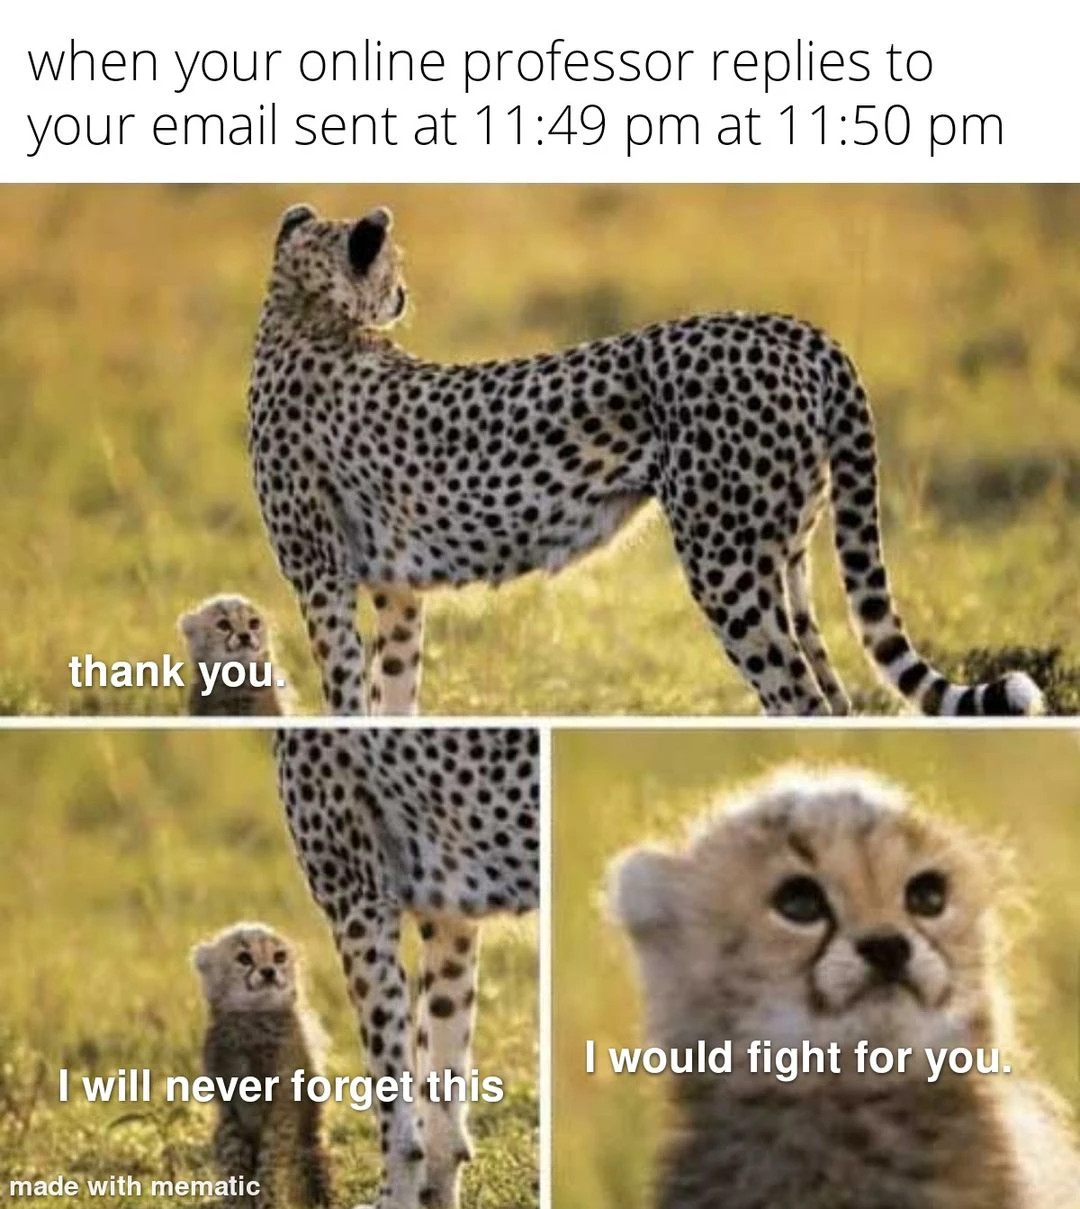 when your online professor replies to
your email sent at 11:49 pm at 11:50 pm
thank you.
I will never forget this
I would fight for you.
made with mematic